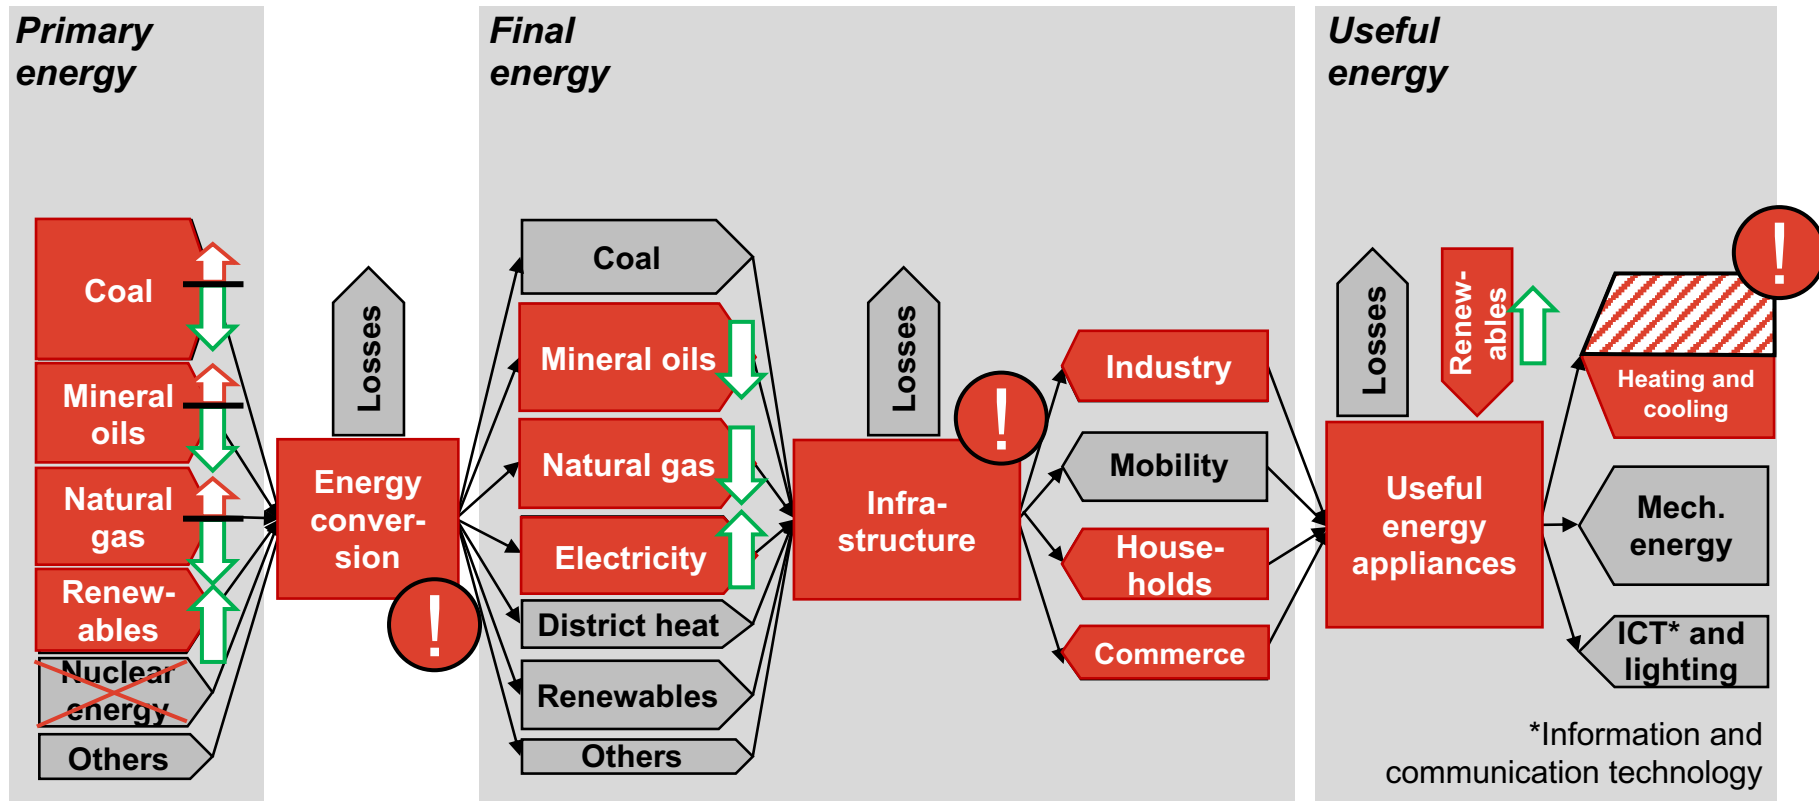 Primary
energy
Coal
Mineral
oils
Natural
gas
Renew-
ables
Nuclear
energy
Others
Losses
Energy
conver-
sion
!
Final
energy
Coal
Mineral oils
Natural gas
Electricity
District heat
Renewables
Others
Losses
!
Infra-
structure
Industry
Mobility
House-
holds
Commerce
Useful
energy
Losses
Renew-
ables
Useful
energy
appliances
!
Heating and
cooling
Mech.
energy
ICT* and
lighting
*Information and
communication technology